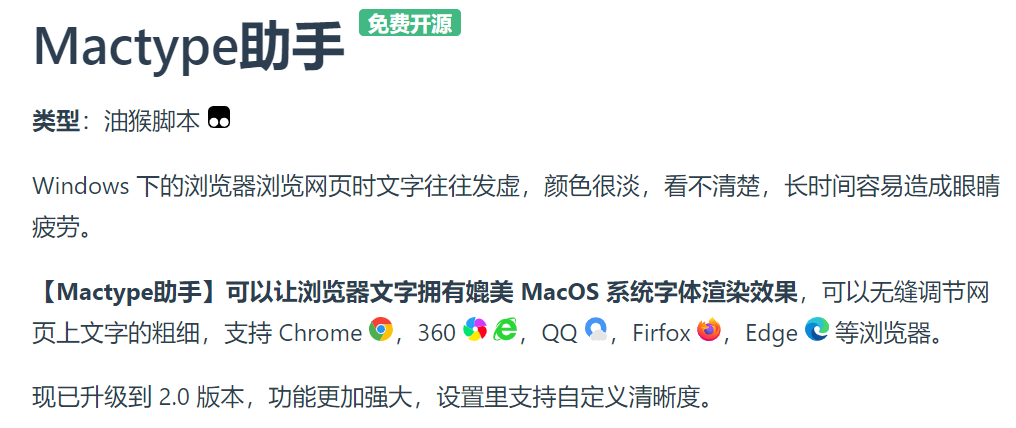 Mactype助手 免费开源
类型：油猴脚本
Windows 下的浏览器浏览网页时文字往往发虚，颜色很淡，看不清楚，长时间容易造成眼睛
疲劳。
【Mactype助手】可以让浏览器文字拥有媲美 MacOS 系统字体渲染效果，可以无缝调节网
页上文字的粗细，支持 Chrome ，360 ，QQ ，Firfox ，Edge 等浏览器。
现已升级到 2.0 版本，功能更加强大，设置里支持自定义清晰度。